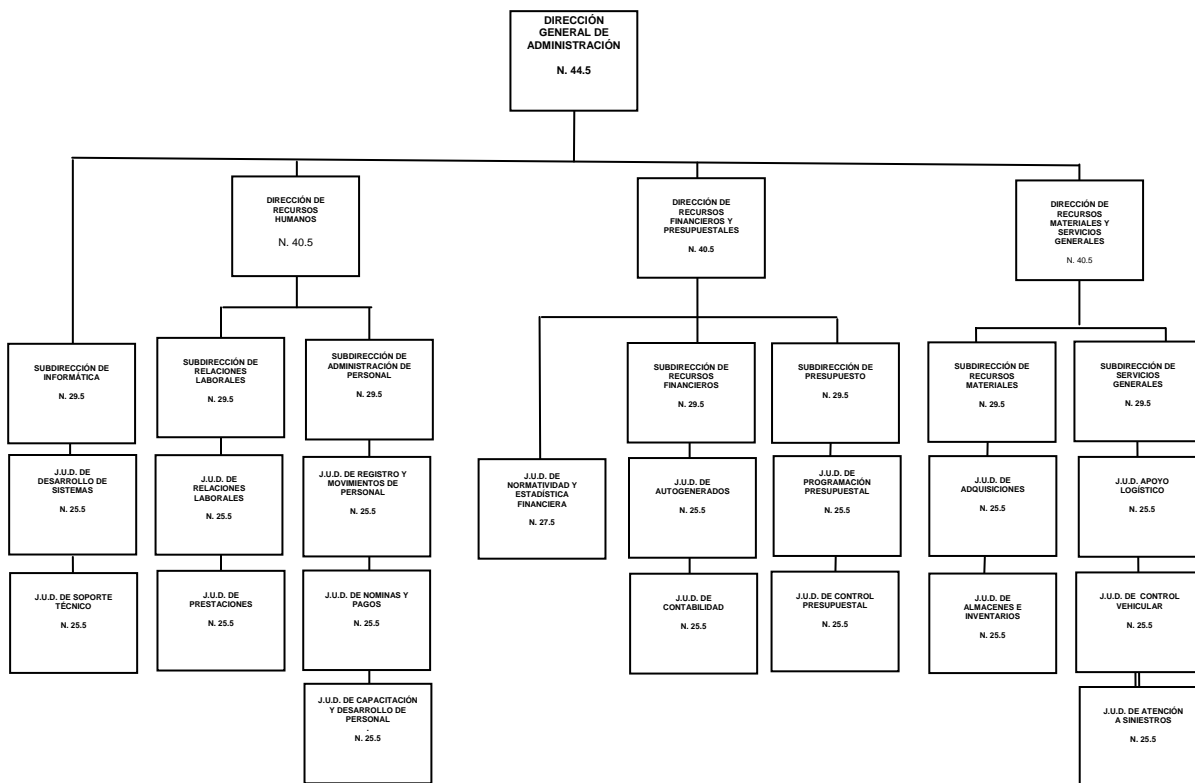 DIRECCIÓN
GENERAL DE
ADMINISTRACIÓN
N. 44.5
DIRECCIÓN DE
RECURSOS
HUMANOS
N. 40.5
DIRECCIÓN DE
RECURSOS
FINANCIEROS Y
PRESUPUESTALES
N. 40.5
DIRECCIÓN DE
RECURSOS
MATERIALES Y
SERVICIOS
GENERALES
N. 40.5
SUBDIRECCIÓN DE
INFORMÁTICA
N. 29.5
SUBDIRECCIÓN DE
RELACIONES
LABORALES
N. 29.5
SUBDIRECCIÓN DE
ADMINISTRACIÓN DE
PERSONAL
N. 29.5
SUBDIRECCIÓN DE
RECURSOS
FINANCIEROS
N. 29.5
SUBDIRECCIÓN DE
PRESUPUESTO
N. 29.5
SUBDIRECCIÓN DE
RECURSOS
MATERIALES
N. 29.5
SUBDIRECCIÓN DE
SERVICIOS
GENERALES
N. 29.5
J.U.D. DE
DESARROLLO DE
SISTEMAS
N. 25.5
J.U.D. DE
RELACIONES
LABORALES
N. 25.5
J.U.D. DE REGISTRO Y
MOVIMIENTOS DE
PERSONAL
N. 25.5
J.U.D. DE
NORMATIVIDAD Y
ESTADÍSTICA
FINANCIERA
N. 27.5
J.U.D. DE
AUTOGENERADOS
N. 25.5
J.U.D. DE
PROGRAMACIÓN
PRESUPUESTAL
N. 25.5
J.U.D. DE
ADQUISICIONES
N. 25.5
J.U.D. APOYO
LOGÍSTICO
N. 25.5
J.U.D. DE SOPORTE
TÉCNICO
N. 25.5
J.U.D. DE
PRESTACIONES
N. 25.5
J.U.D. DE NOMINAS Y
PAGOS
N. 25.5
J.U.D. DE
CONTABILIDAD
N. 25.5
J.U.D. DE CONTROL
PRESUPUESTAL
N. 25.5
J.U.D. DE
ALMACENES E
INVENTARIOS
N. 25.5
J.U.D. DE CONTROL
VEHICULAR
N. 25.5
J.U.D. DE CAPACITACIÓN
Y DESARROLLO DE
PERSONAL
.
N. 25.5
J.U.D. DE ATENCIÓN
A SINIESTROS
N. 25.5